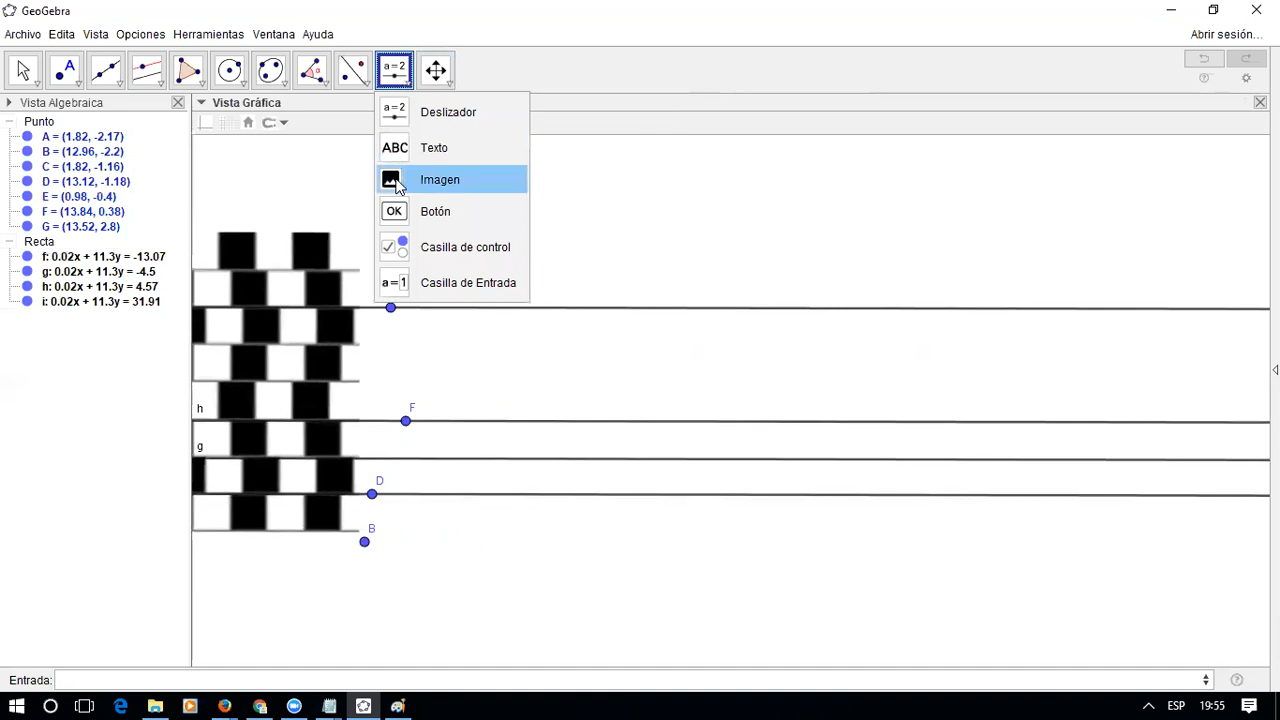 GeoGebra
Archivo Edita Vista Opciones Herramientas Ventana Ayuda
Abrir sesión...
a=2
Vista Algebraica
Vista Gráfica
Punto
A = (1.82, -2.17)
B = (12.96, -2.2)
C = (1.82, -1.16)
D = (13.12, -1.18)
E = (0.98, -0.4)
F = (13.84, 0.38)
G = (13.52, 2.8)
Recta
f: 0.02x + 11.3y = -13.07
g: 0.02x + 11.3y = -4.5
h: 0.02x + 11.3y = 4.57
i: 0.02x + 11.3y = 31.91
a=2 Deslizador
ABC Texto
Imagen
OK Botón
Casilla de control
a=1 Casilla de Entrada
h
F
g
D
B
Entrada:
ESP 19:55